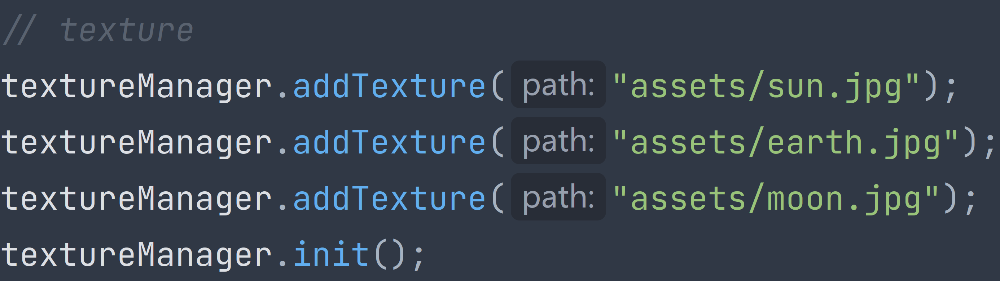 // texture
textureManager.addTexture( path: "assets/sun.jpg");
textureManager.addTexture( path: "assets/earth.jpg");
textureManager.addTexture( path: "assets/moon.jpg");
textureManager.init();